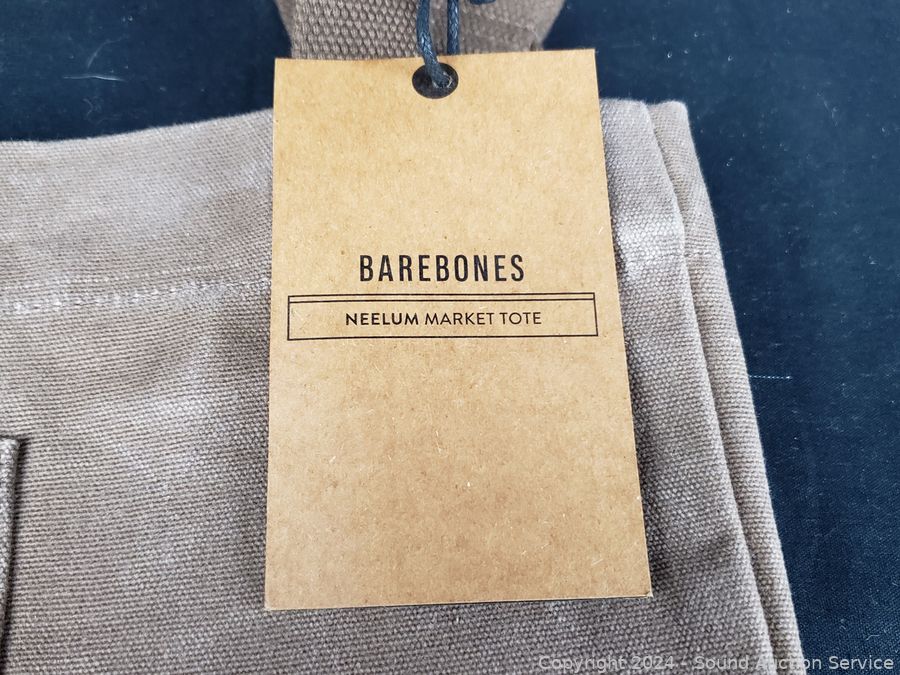 BAREBONES
NEELUM MARKET TOTE
Copyright 2024 - Sound Auction Service